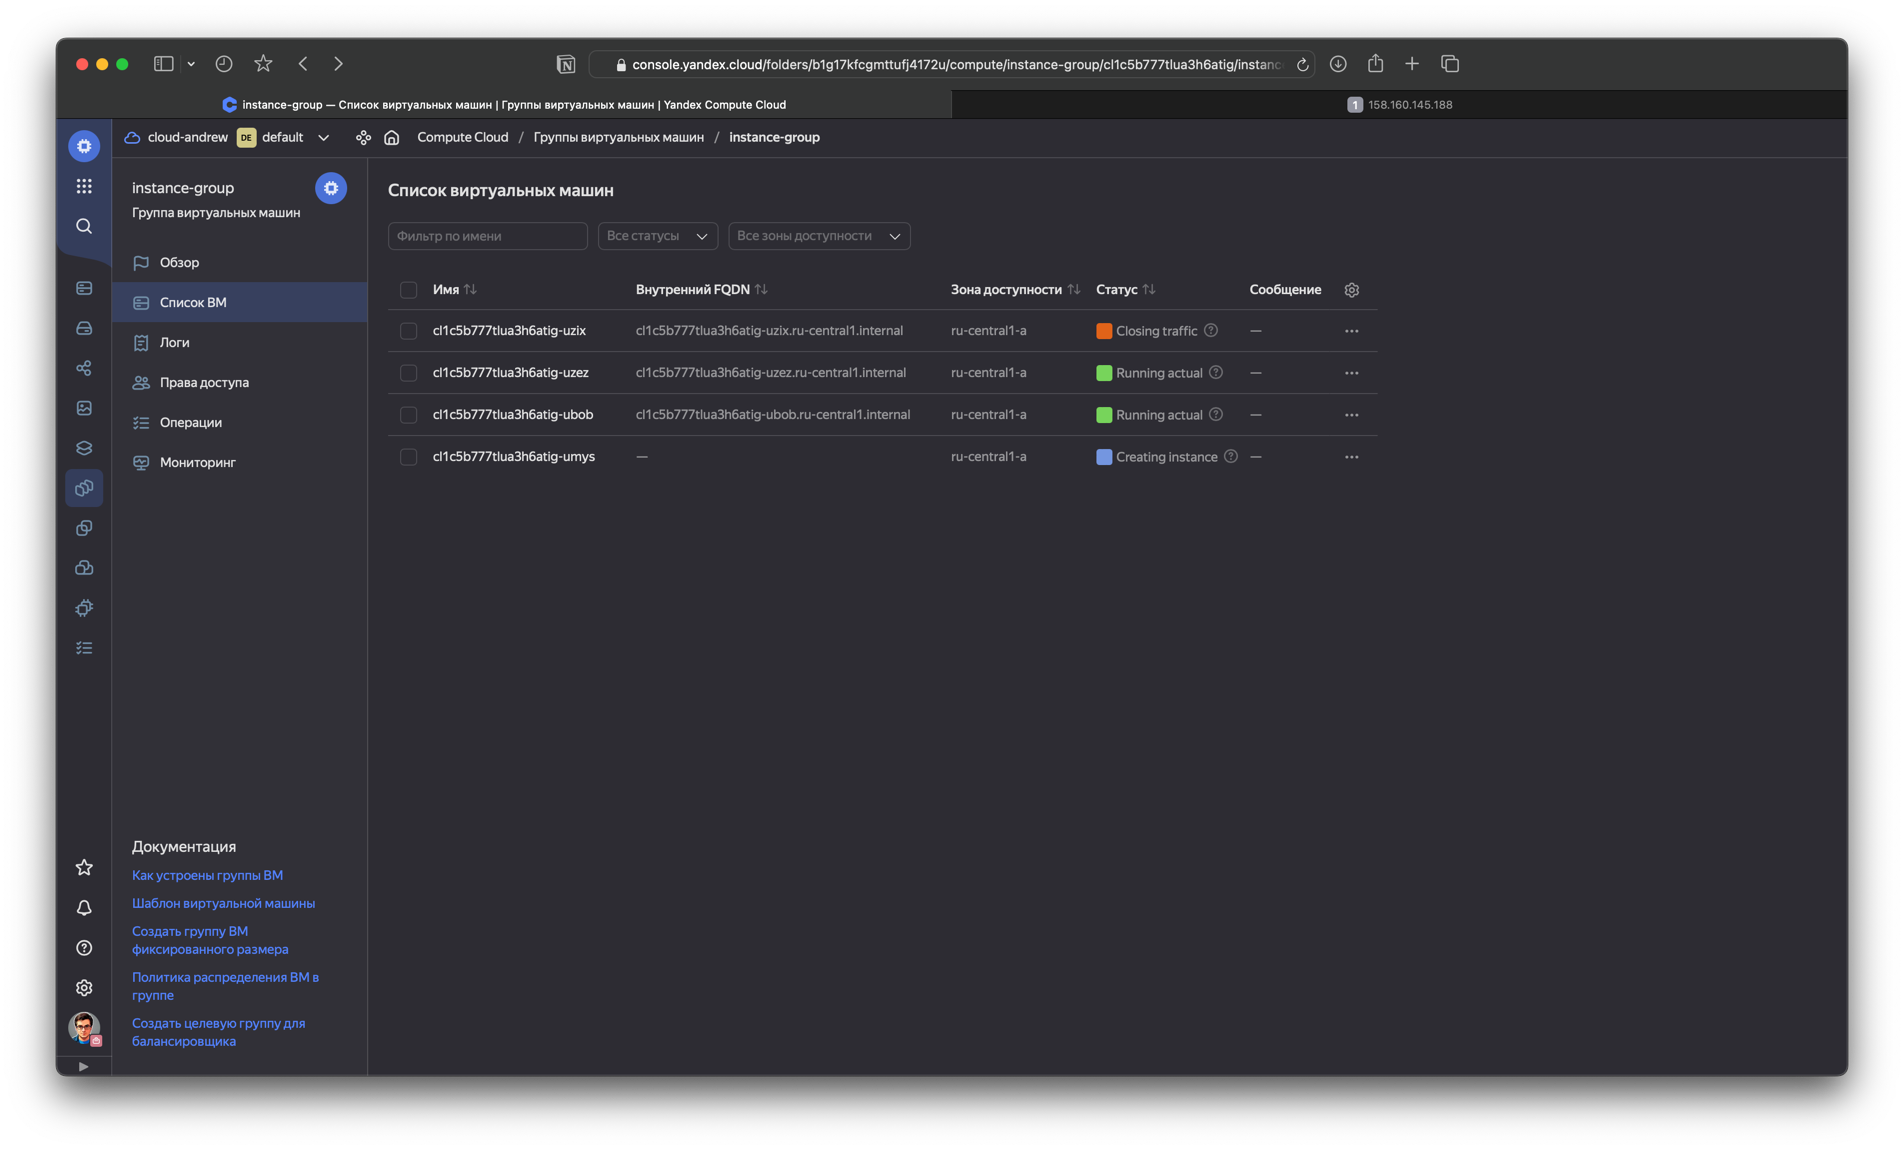 console.yandex.cloud/folders/b1g17kfcgmttufj4172u/compute/instance-group/cl1c5b777tlua3h6atig/instanc
instance-group — Список виртуальных машин | Группы виртуальных машин | Yandex Compute Cloud
1 158.160.145.188
cloud-andrew DE default Compute Cloud / Группы виртуальных машин / instance-group
instance-group
Группа виртуальных машин
Обзор
Список ВМ
Логи
Права доступа
Операции
Мониторинг
Документация
Как устроены группы ВМ
Шаблон виртуальной машины
Создать группу ВМ
фиксированного размера
Политика распределения ВМ в
группе
Создать целевую группу для
балансировщика
Список виртуальных машин
Фильтр по имени Все статусы Все зоны доступности
Имя Внутренний FQDN Зона доступности Статус Сообщение
cl1c5b777tlua3h6atig-uzix cl1c5b777tlua3h6atig-uzix.ru-central1.internal ru-central1-a Closing traffic —
cl1c5b777tlua3h6atig-uzez cl1c5b777tlua3h6atig-uzez.ru-central1.internal ru-central1-a Running actual —
cl1c5b777tlua3h6atig-ubob cl1c5b777tlua3h6atig-ubob.ru-central1.internal ru-central1-a Running actual —
cl1c5b777tlua3h6atig-umys — ru-central1-a Creating instance —